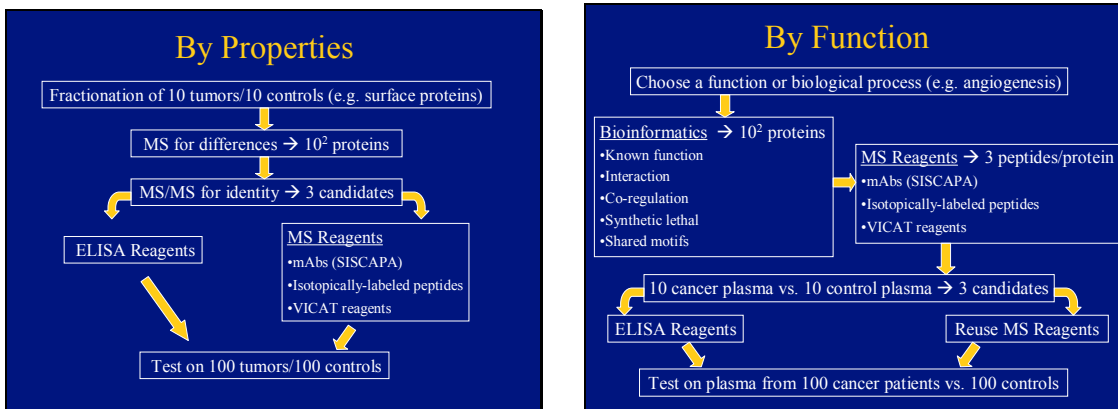 By Properties
Fractionation of 10 tumors/10 controls (e.g. surface proteins)
MS for differences → 10² proteins
MS/MS for identity → 3 candidates
ELISA Reagents
MS Reagents
•mAbs (SISCAPA)
•Isotopically-labeled peptides
•VICAT reagents
Test on 100 tumors/100 controls
By Function
Choose a function or biological process (e.g. angiogenesis)
Bioinformatics → 10² proteins
•Known function
•Interaction
•Co-regulation
•Synthetic lethal
•Shared motifs
MS Reagents → 3 peptides/protein
•mAbs (SISCAPA)
•Isotopically-labeled peptides
•VICAT reagents
10 cancer plasma vs. 10 control plasma → 3 candidates
ELISA Reagents
Reuse MS Reagents
Test on plasma from 100 cancer patients vs. 100 controls